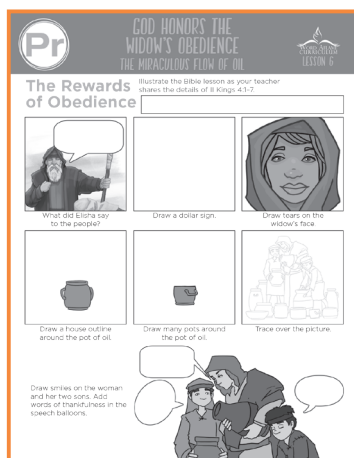 Pr
GOD HONORS THE
WIDOW'S OBEDIENCE
THE MIRACULOUS FLOW OF OIL
CURRICULUM
LESSON 6
The Rewards
of Obedience
Illustrate the Bible lesson as your teacher
shares the details of II Kings 4:1-7.
What did Elisha say
to the people?
Draw a dollar sign.
Draw tears on the
widow's face.
Draw a house outline
around the pot of oil.
Draw many pots around
the pot of oil.
Trace over the picture.
Draw smiles on the woman
and her two sons. Add
words of thankfulness in the
speech balloons.